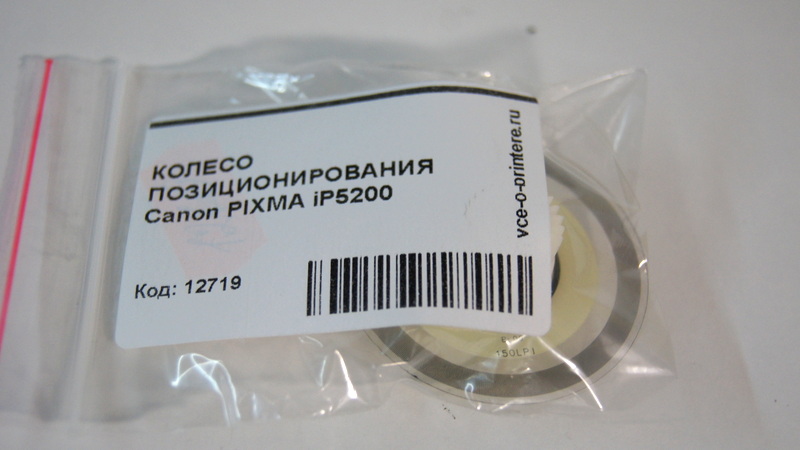 КОЛЕСО
ПОЗИЦИОНИРОВАНИЯ
Canon PIXMA iP5200
Код: 12719
vce-o-printere.ru
150LPI